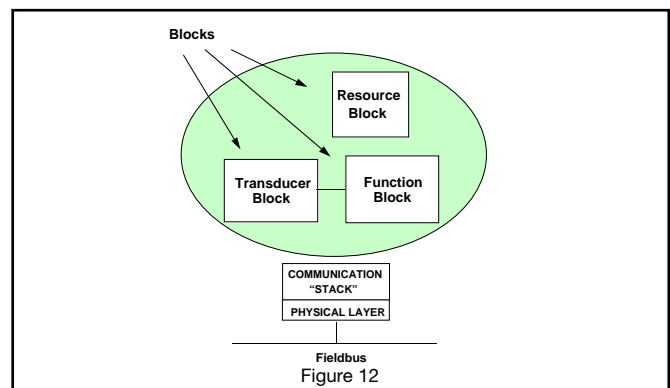 Blocks
Resource
Block
Transducer
Block
Function
Block
COMMUNICATION
“STACK”
PHYSICAL LAYER
Fieldbus
Figure 12